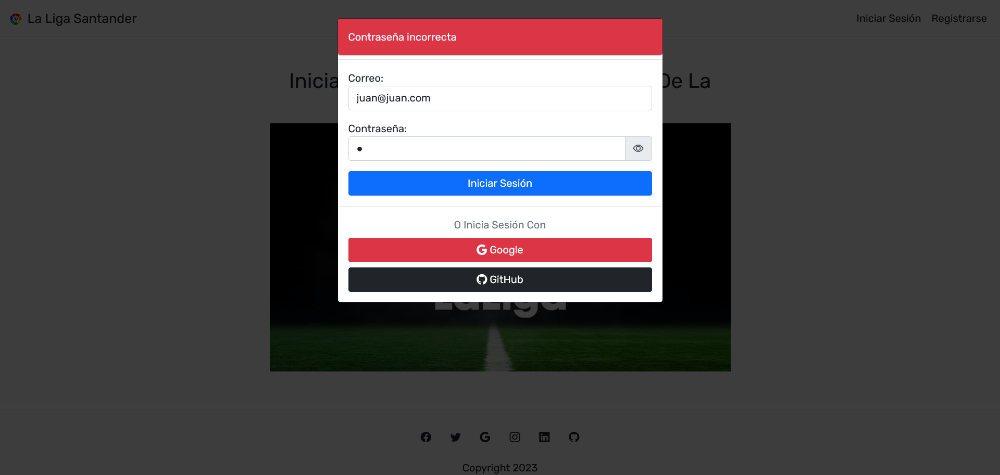 La Liga Santander
Iniciar Sesión Registrarse
Contraseña incorrecta
De La
Correo:
juan@juan.com
Contraseña:
Iniciar Sesión
O Inicia Sesión Con
Google
GitHub
LaLiga
Copyright 2023